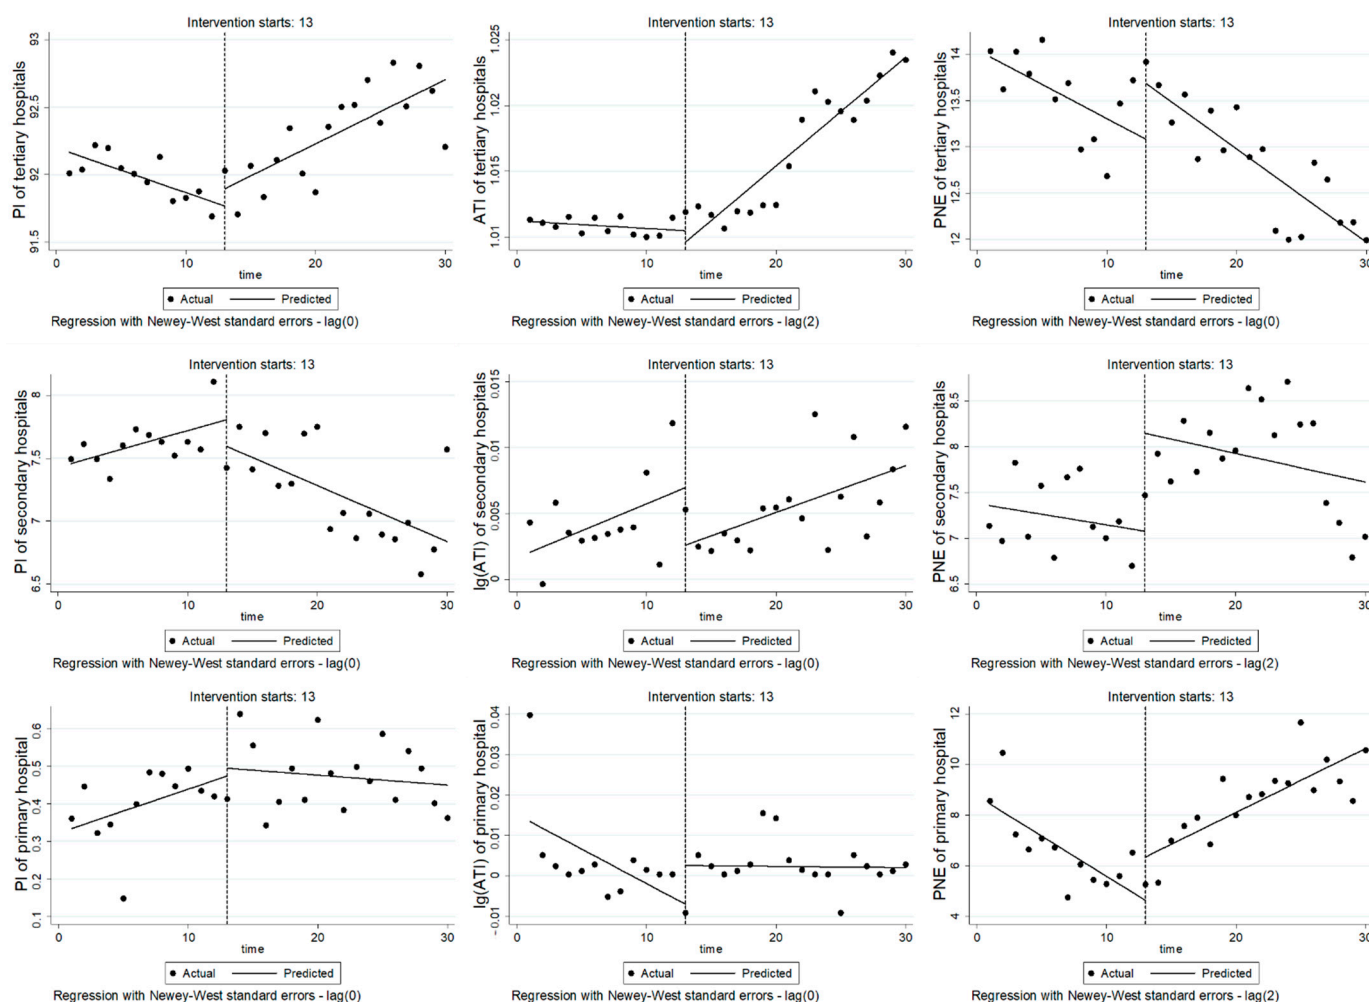 Intervention starts: 13
PI of tertiary hospitals
93
92.5
92
91.5
0
10
20
30
time
Actual
Predicted
Regression with Newey-West standard errors - lag(0)
Intervention starts: 13
ATI of tertiary hospitals
1.025
1.02
1.015
1.01
0
10
20
30
time
Actual
Predicted
Regression with Newey-West standard errors - lag(2)
Intervention starts: 13
PNE of tertiary hospitals
14
13.5
13
12.5
12
0
10
20
30
time
Actual
Predicted
Regression with Newey-West standard errors - lag(0)
Intervention starts: 13
PI of secondary hospitals
8
7.5
7
6.5
0
10
20
30
time
Actual
Predicted
Regression with Newey-West standard errors - lag(0)
Intervention starts: 13
lg(ATI) of secondary hospitals
0.015
0.01
0.005
0
0
10
20
30
time
Actual
Predicted
Regression with Newey-West standard errors - lag(0)
Intervention starts: 13
PNE of secondary hospitals
8.5
8
7.5
7
6.5
0
10
20
30
time
Actual
Predicted
Regression with Newey-West standard errors - lag(2)
Intervention starts: 13
PI of primary hospital
0.6
0.5
0.4
0.3
0.2
0.1
0
10
20
30
time
Actual
Predicted
Regression with Newey-West standard errors - lag(0)
Intervention starts: 13
lg(ATI) of primary hospital
0.04
0.03
0.02
0.01
0
-0.01
0
10
20
30
time
Actual
Predicted
Regression with Newey-West standard errors - lag(0)
Intervention starts: 13
PNE of primary hospital
12
10
8
6
4
0
10
20
30
time
Actual
Predicted
Regression with Newey-West standard errors - lag(2)